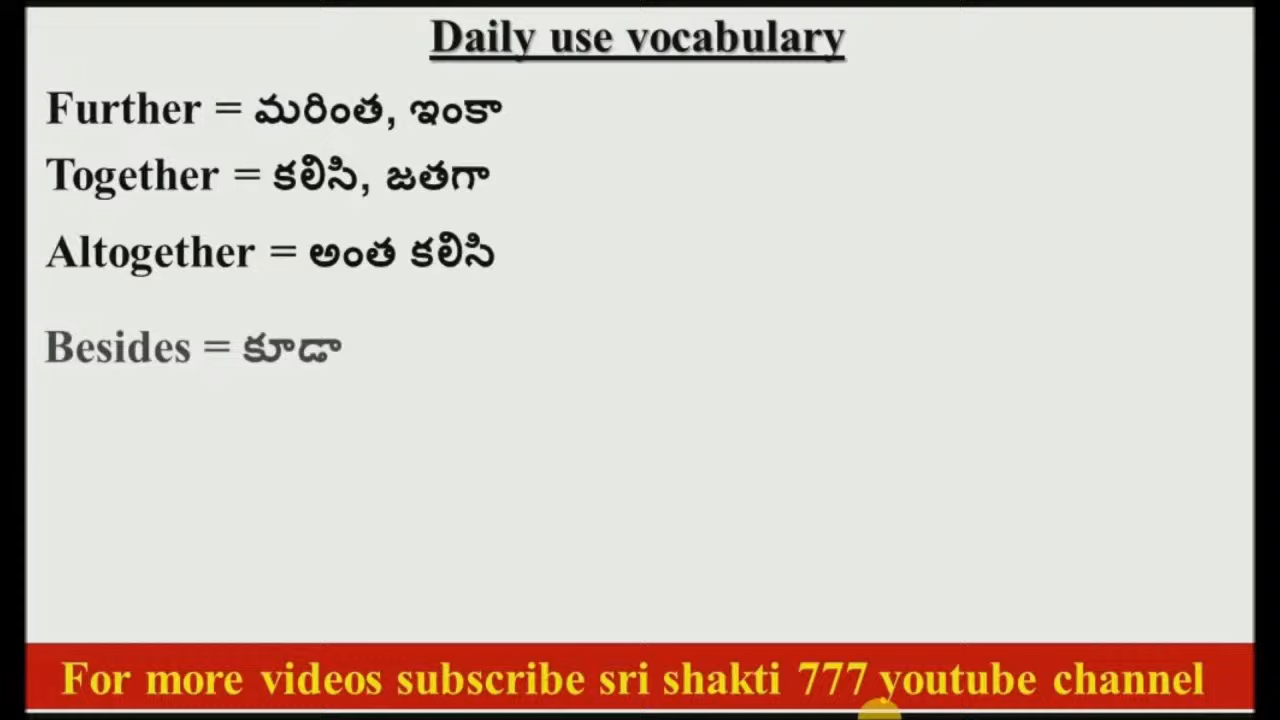 Daily use vocabulary
Further = మరింత, ఇంకా
Together = కలిసి, జతగా
Altogether = అంత కలిసి
Besides = కూడా
For more videos subscribe sri shakti 777 youtube channel